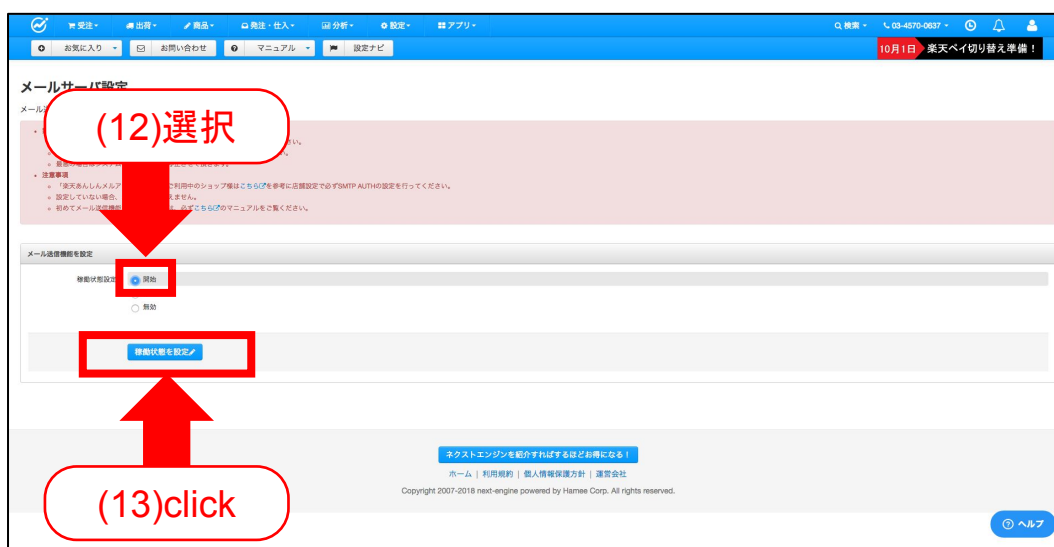 受注 出荷 商品 発注・仕入 分析 設定 アプリ 検索 03-4570-0637
お気に入り お問い合わせ マニュアル 設定ナビ 10月1日 楽天ペイ切り替え準備！
メールサーバ設定
(12)選択
さい。
い。
注意事項
「楽天あんしんメルア ご利用中のショップ様はこちらを参考に店舗設定で必ずSMTP AUTHの設定を行ってください。
設定していない場合、 えません。
初めてメール送信機能 必ずこちらのマニュアルをご覧ください。
メール送信機能を設定
稼働状態設定 開始
無効
稼働状態を設定
(13)click
ネクストエンジンを紹介すればするほどお得になる！
ホーム | 利用規約 | 個人情報保護方針 | 運営会社
Copyright 2007-2018 next-engine powered by Hamee Corp. All rights reserved.
ヘルプ